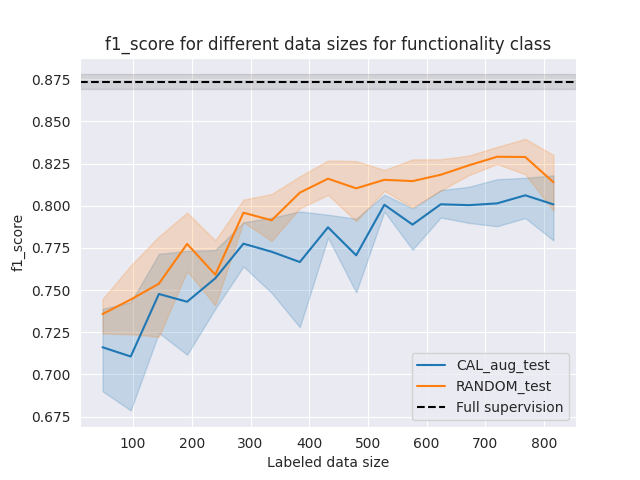 f1_score for different data sizes for functionality class
0.875
0.850
0.825
0.800
0.775
0.750
0.725
0.700
0.675
f1_score
100 200 300 400 500 600 700 800
Labeled data size
CAL_aug_test
RANDOM_test
Full supervision